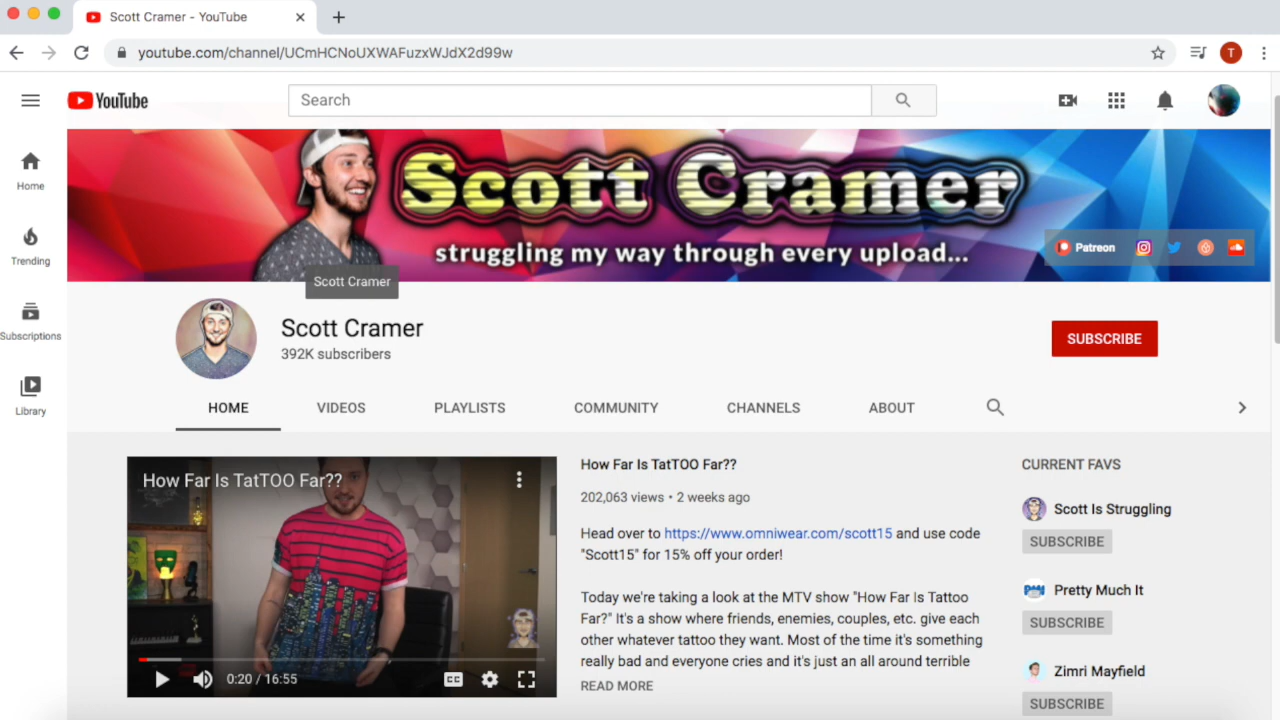 Scott Cramer - YouTube
youtube.com/channel/UCmHCNoUXWAFuzxWJdX2d99w
T
YouTube
Search
Home
Trending
Subscriptions
Library
Scott Cramer
struggling my way through every upload...
Patreon
Scott Cramer
Scott Cramer
392K subscribers
SUBSCRIBE
HOME VIDEOS PLAYLISTS COMMUNITY CHANNELS ABOUT
How Far Is TatTOO Far??
0:20 / 16:55
CC
How Far Is TatTOO Far??
202,063 views • 2 weeks ago
Head over to https://www.omniwear.com/scott15 and use code
"Scott15" for 15% off your order!
Today we're taking a look at the MTV show "How Far Is Tattoo
Far?" It's a show where friends, enemies, couples, etc. give each
other whatever tattoo they want. Most of the time it's something
really bad and everyone cries and it's just an all around terrible
READ MORE
CURRENT FAVS
Scott Is Struggling
SUBSCRIBE
Pretty Much It
SUBSCRIBE
Zimri Mayfield
SUBSCRIBE